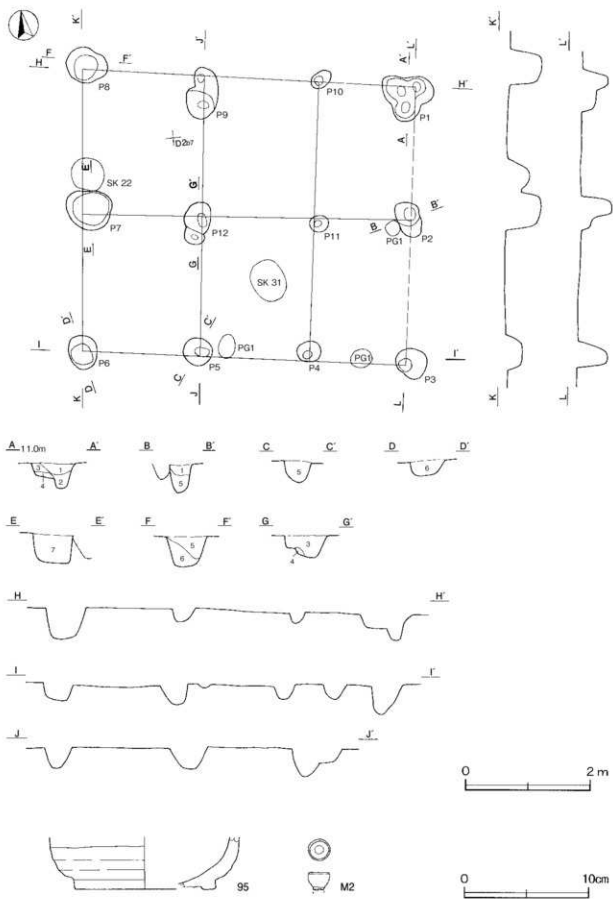 K´
J´
L´
A´
F
F´
H
H´
P8
P9
P10
P1
D2b7
A
E´
SK 22
G´
B´
B
P7
P12
P11
PG1
P2
E
G
SK 31
D´
C´
I
I´
P6
P5
PG1
P4
PG1
P3
D
C
K
J
L
K´
L´
K
L
A 11.0m
A´
B
B´
C
C´
D
D´
3
1
2
4
1
5
5
6
E
E´
F
F´
G
G´
7
5
6
3
4
H
H´
I
I´
J
J´
0
2 m
95
M2
0
10cm